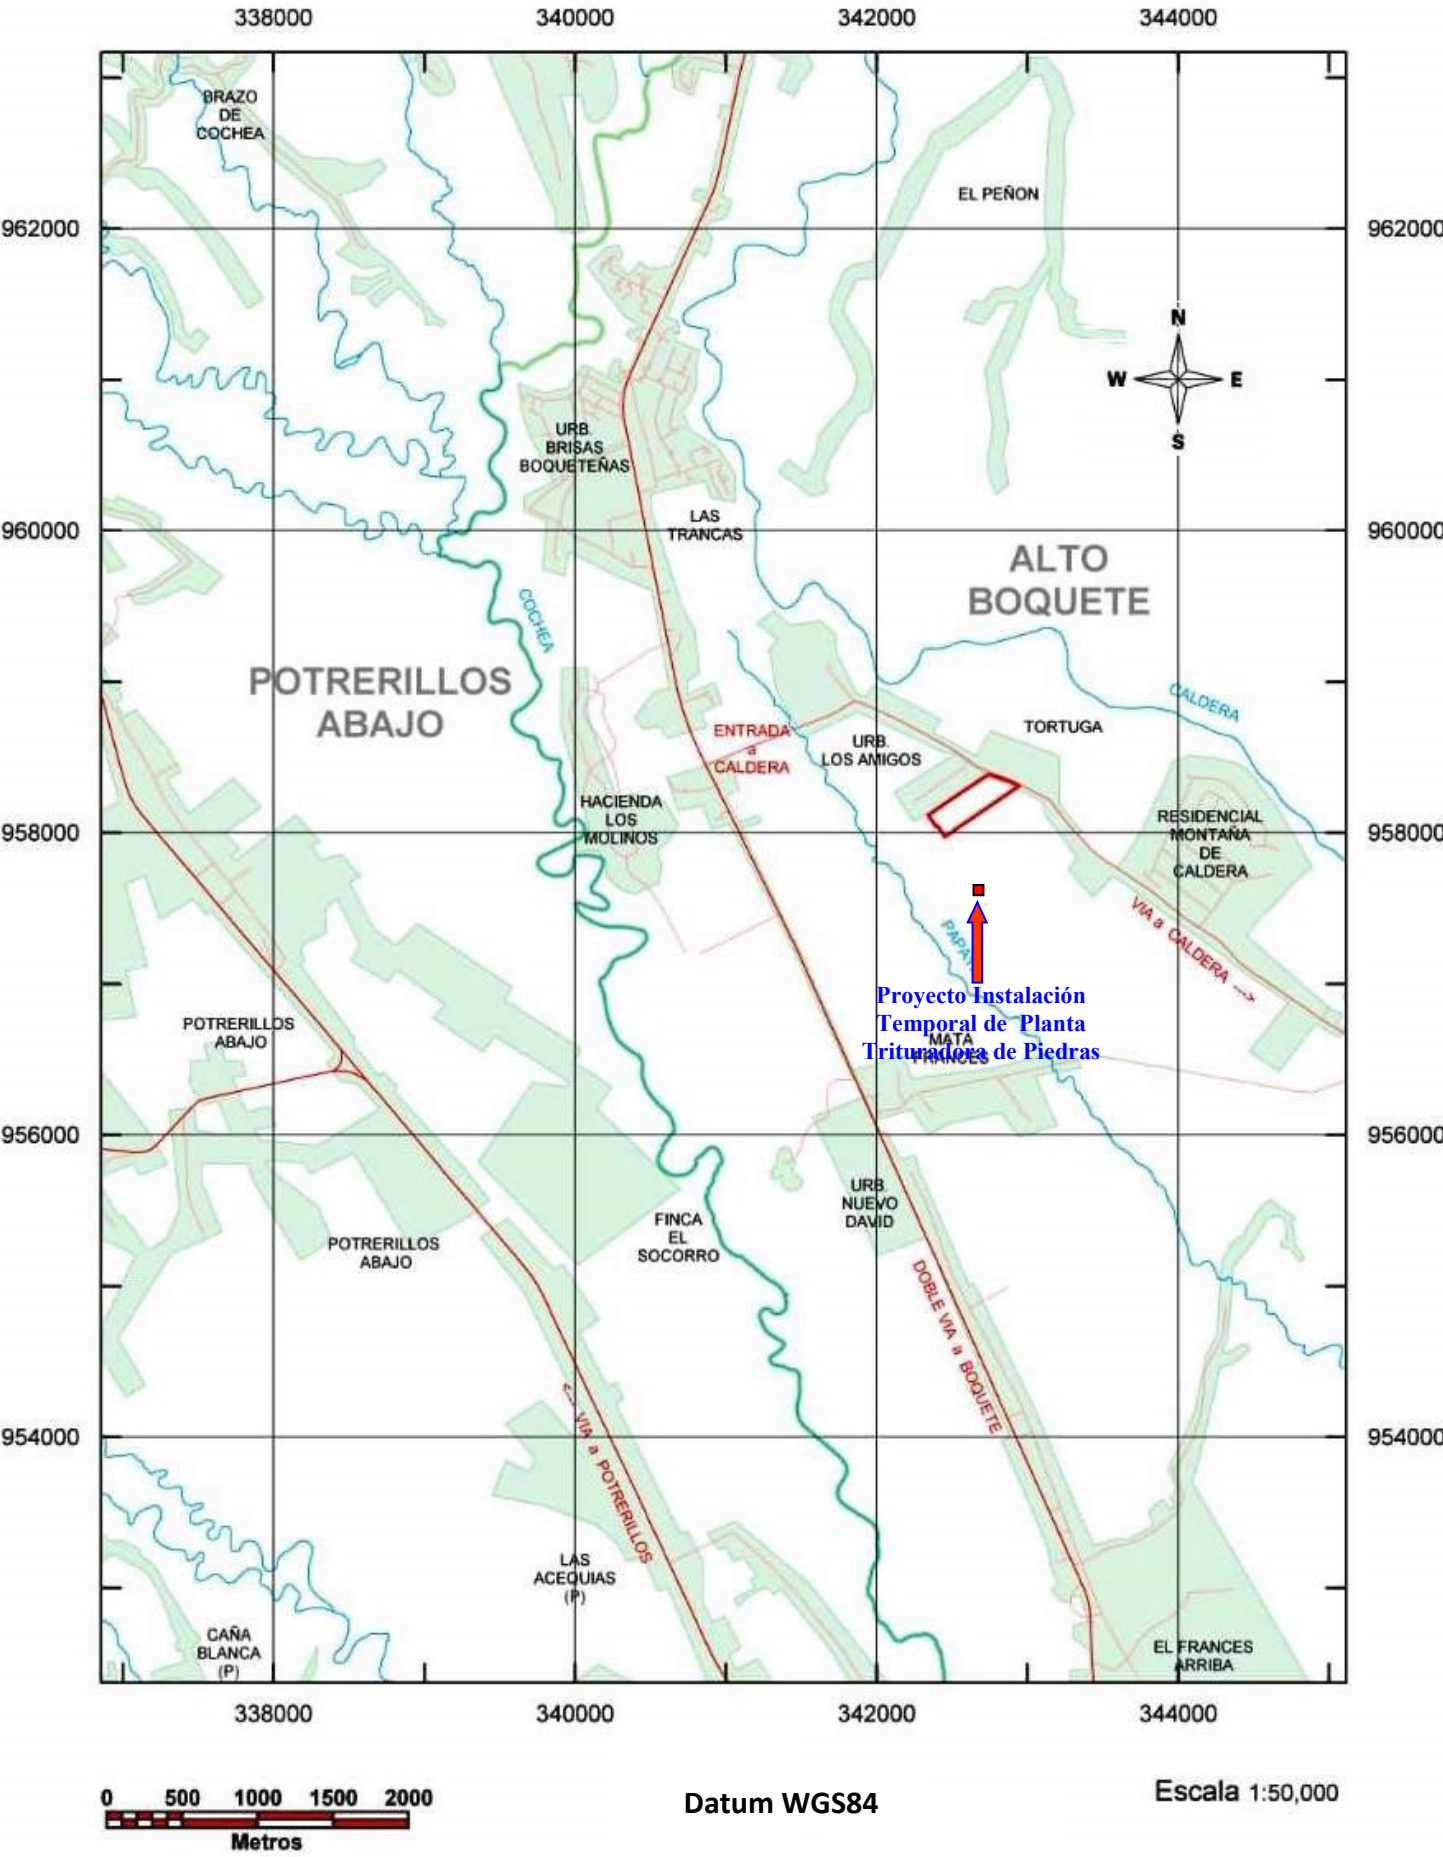 338000 340000 342000 344000
BRAZO
DE
COCHEA
EL PEÑON
962000 962000
N
W E
S
URB.
BRISAS
BOQUETEÑAS
LAS
TRANCAS
960000 960000
ALTO
BOQUETE
COCHEA
POTRERILLOS
ABAJO
CALDERA
TORTUGA
ENTRADA
a
CALDERA
URB.
LOS AMIGOS
HACIENDA
LOS
MOLINOS
RESIDENCIAL
MONTAÑA
DE
CALDERA
958000 958000
VIA a CALDERA --->
Proyecto Instalación
Temporal de Planta
Trituradora de Piedras
MATA
FRANCES
POTRERILLOS
ABAJO
956000 956000
URB.
NUEVO
DAVID
FINCA
EL
SOCORRO
POTRERILLOS
ABAJO
DOBLE VIA a BOQUETE
<--- VIA a POTRERILLOS
954000 954000
LAS
ACEQUIAS
(P)
CAÑA
BLANCA
(P)
EL FRANCES
ARRIBA
338000 340000 342000 344000
0 500 1000 1500 2000
Metros
Datum WGS84
Escala 1:50,000